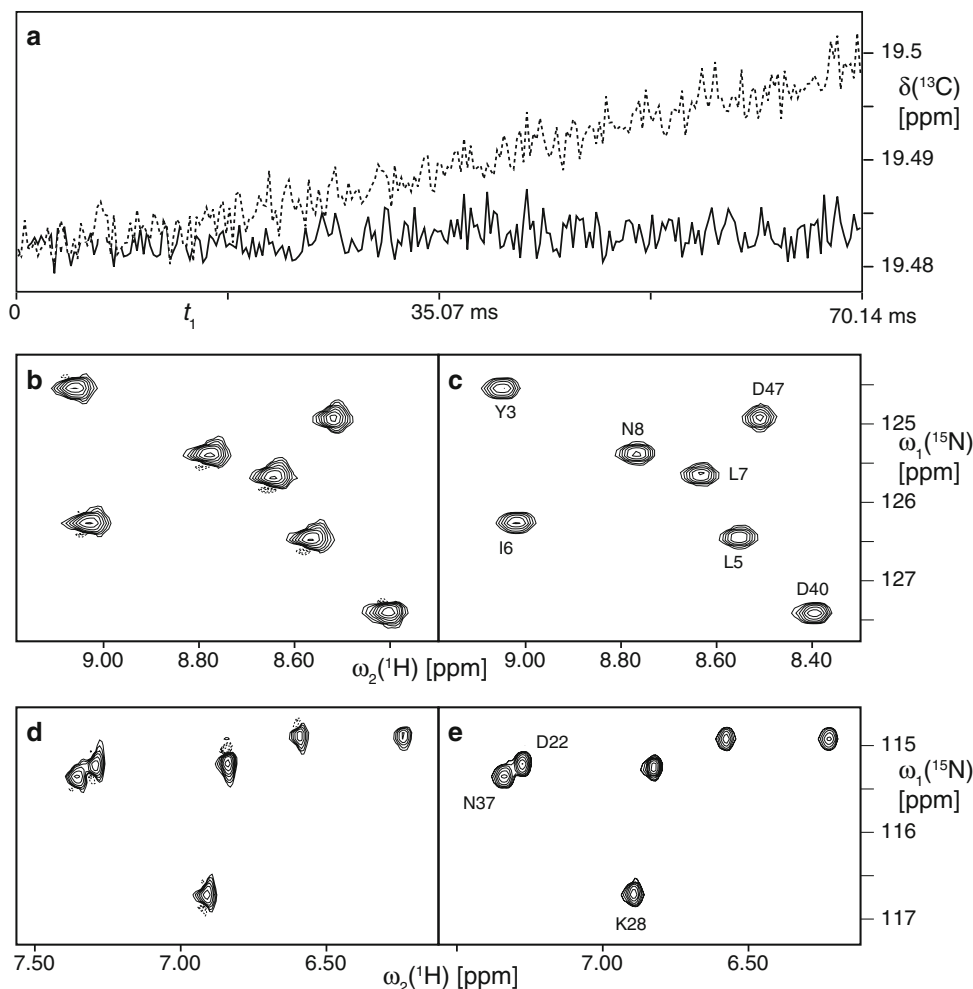 a
19.5
δ(¹³C)
[ppm]
19.49
19.48
0
t₁
35.07 ms
70.14 ms
b
c
Y3
N8
D47
L7
I6
L5
D40
125
ω₁(¹⁵N)
[ppm]
126
127
9.00
8.80
8.60
ω₂(¹H) [ppm]
9.00
8.80
8.60
8.40
d
e
D22
N37
K28
115
ω₁(¹⁵N)
[ppm]
116
117
7.50
7.00
6.50
ω₂(¹H) [ppm]
7.00
6.50